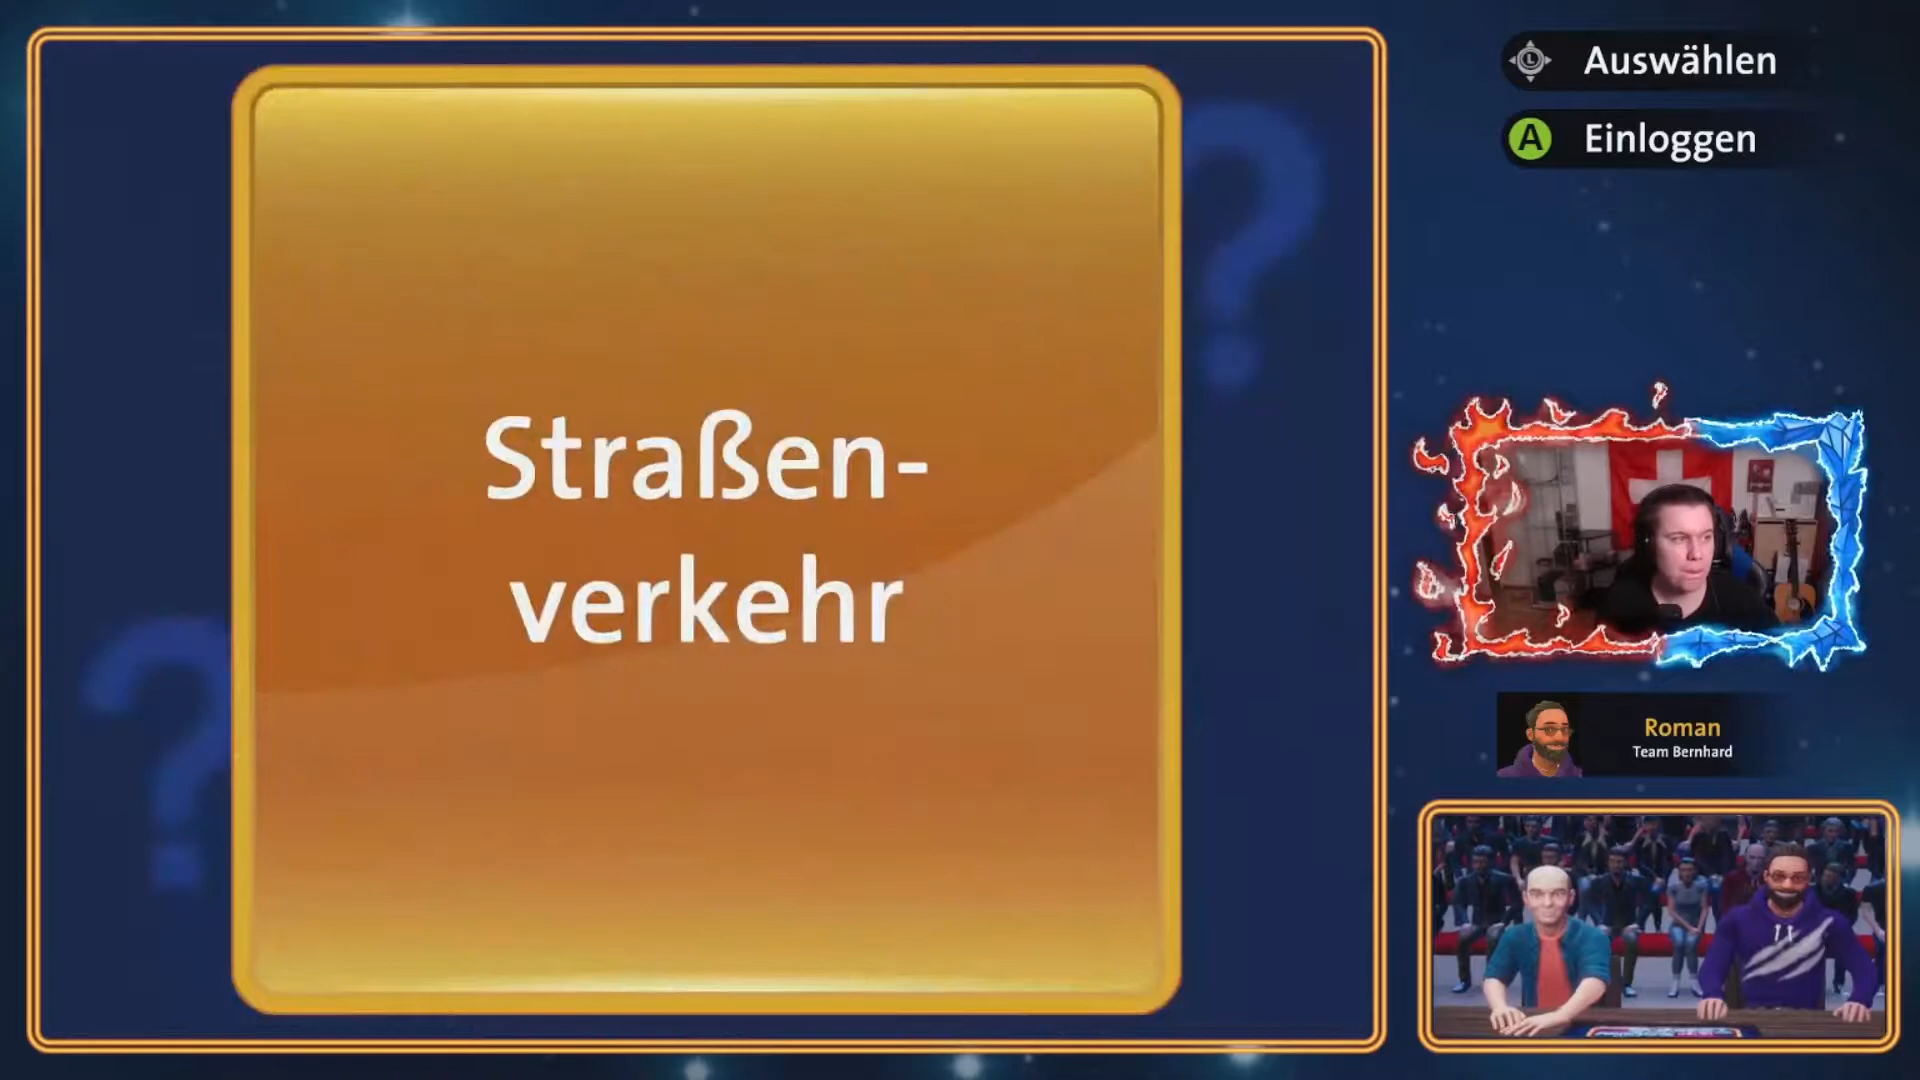 Auswählen
A Einloggen
Straßen-
verkehr
Roman
Team Bernhard